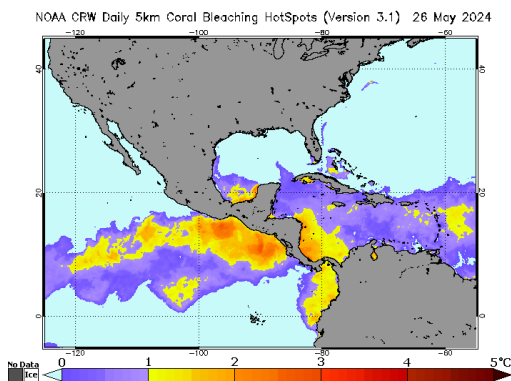 NOAA CRW Daily 5km Coral Bleaching HotSpots (Version 3.1) 26 May 2024
-120 -100 -80 -60
40 40
20 20
0 0
-120 -100 -80 -60
No Data
Ice 0 1 2 3 4 5°C